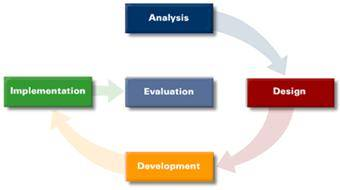 Analysis
Implementation
Evaluation
Design
Development